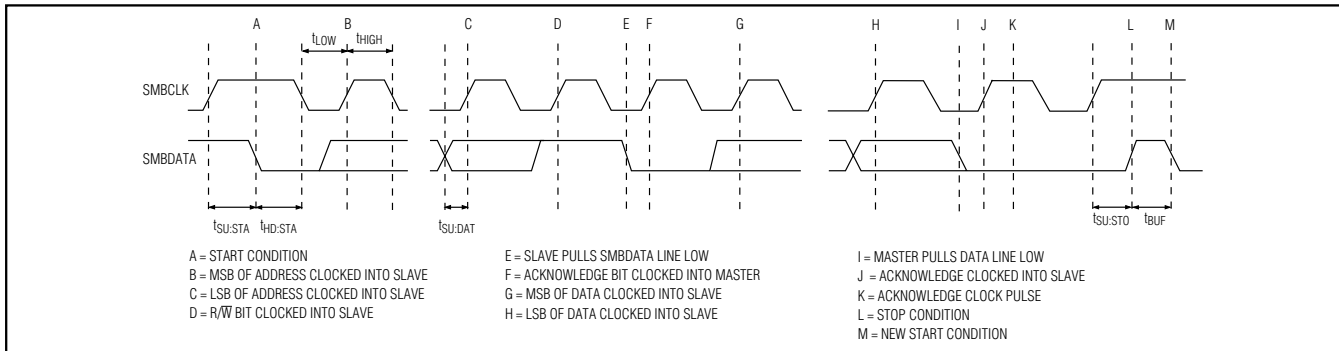 A B C D E F G H I J K L M
tLOW tHIGH
SMBCLK
SMBDATA
tSU:STA tHD:STA tSU:DAT tSU:STO tBUF
A = START CONDITION
B = MSB OF ADDRESS CLOCKED INTO SLAVE
C = LSB OF ADDRESS CLOCKED INTO SLAVE
D = R/W̅ BIT CLOCKED INTO SLAVE
E = SLAVE PULLS SMBDATA LINE LOW
F = ACKNOWLEDGE BIT CLOCKED INTO MASTER
G = MSB OF DATA CLOCKED INTO SLAVE
H = LSB OF DATA CLOCKED INTO SLAVE
I = MASTER PULLS DATA LINE LOW
J = ACKNOWLEDGE CLOCKED INTO SLAVE
K = ACKNOWLEDGE CLOCK PULSE
L = STOP CONDITION
M = NEW START CONDITION